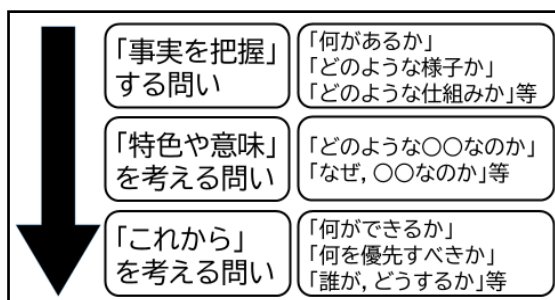 「事実を把握」
する問い
「何があるか」
「どのような様子か」
「どのような仕組みか」等
「特色や意味」
を考える問い
「どのような○○なのか」
「なぜ，○○なのか」等
「これから」
を考える問い
「何ができるか」
「何を優先すべきか」
「誰が，どうするか」等